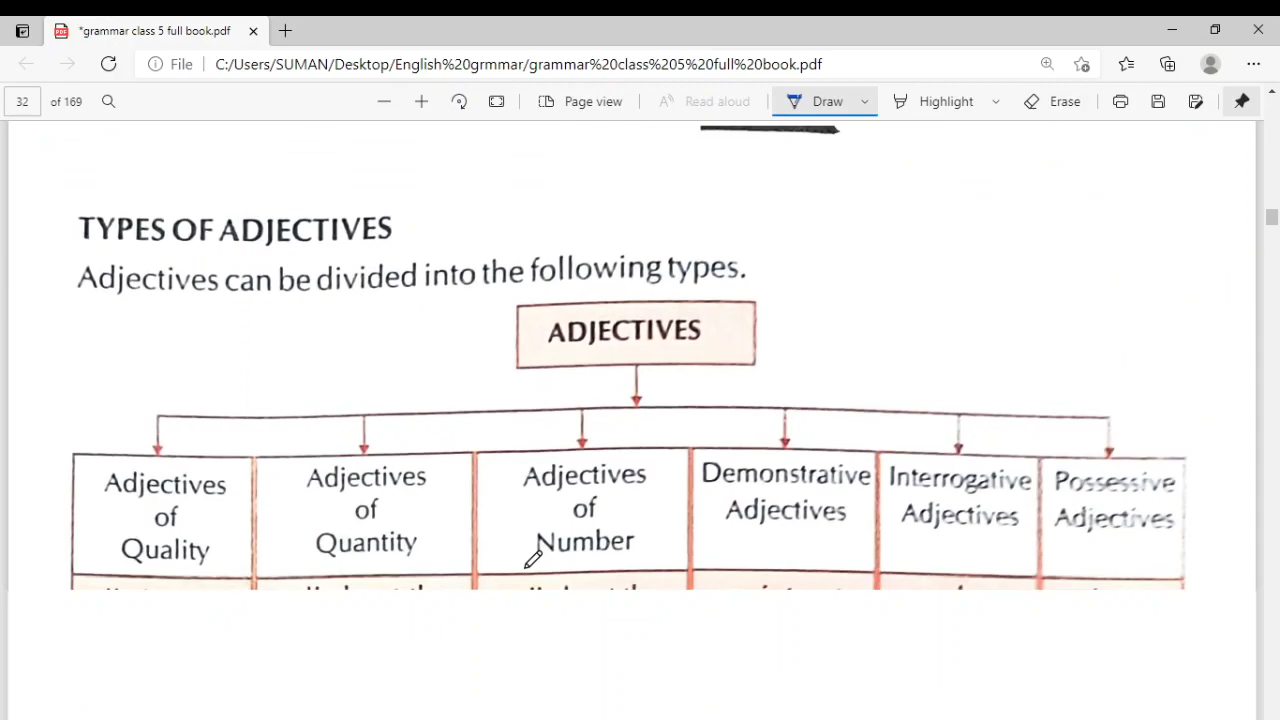 *grammar class 5 full book.pdf
File C:/Users/SUMAN/Desktop/English%20grmmar/grammar%20class%205%20full%20book.pdf
32 of 169 Page view Read aloud Draw Highlight Erase
TYPES OF ADJECTIVES
Adjectives can be divided into the following types.
ADJECTIVES
Adjectives
of
Quality
Adjectives
of
Quantity
Adjectives
of
Number
Demonstrative
Adjectives
Interrogative
Adjectives
Possessive
Adjectives